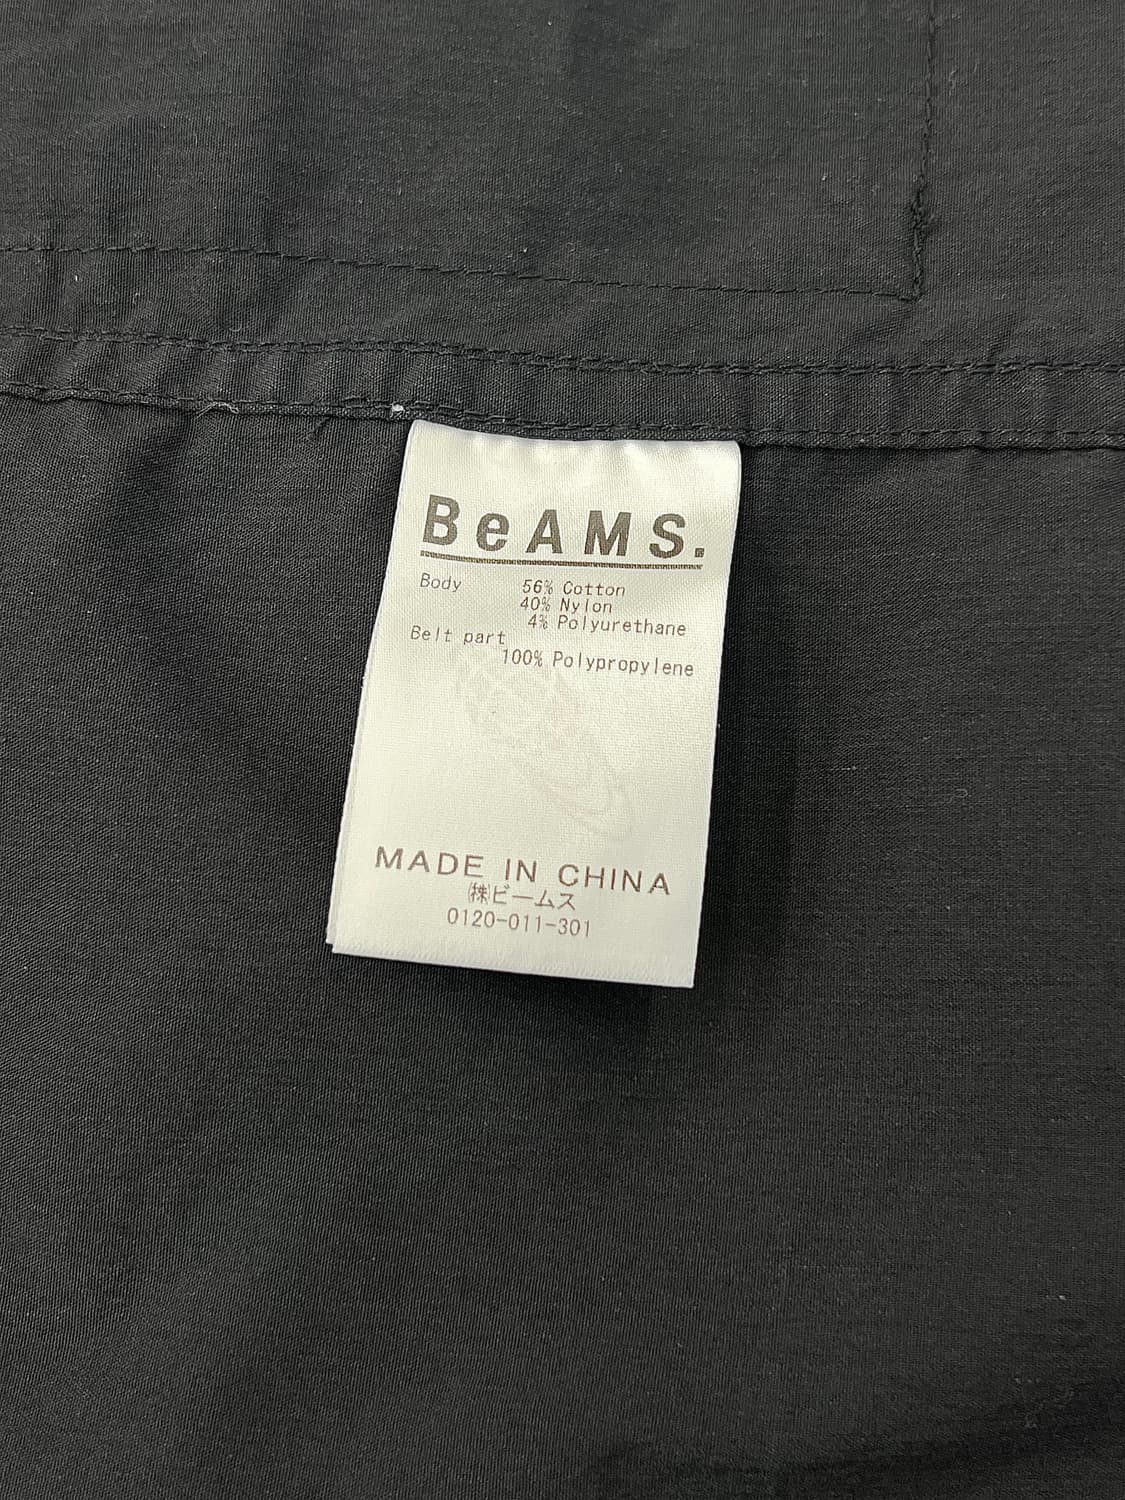 BeAMS.
Body 56% Cotton
40% Nylon
4% Polyurethane
Belt part
100% Polypropylene
MADE IN CHINA
㈱ビームス
0120-011-301